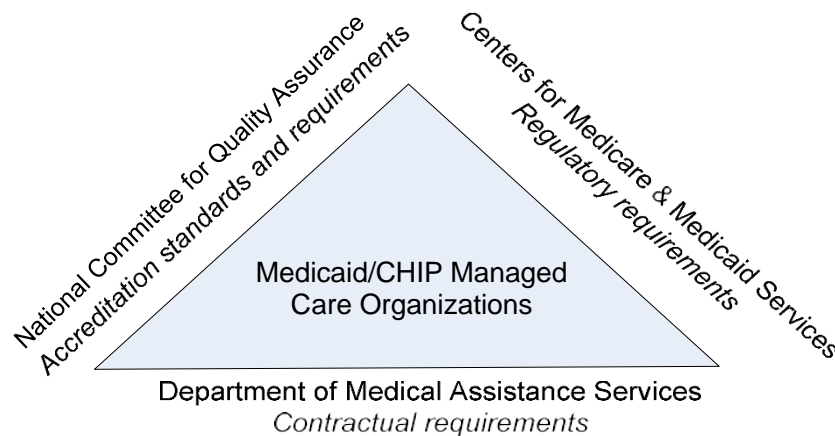 National Committee for Quality Assurance
Accreditation standards and requirements
Centers for Medicare & Medicaid Services
Regulatory requirements
Medicaid/CHIP Managed
Care Organizations
Department of Medical Assistance Services
Contractual requirements